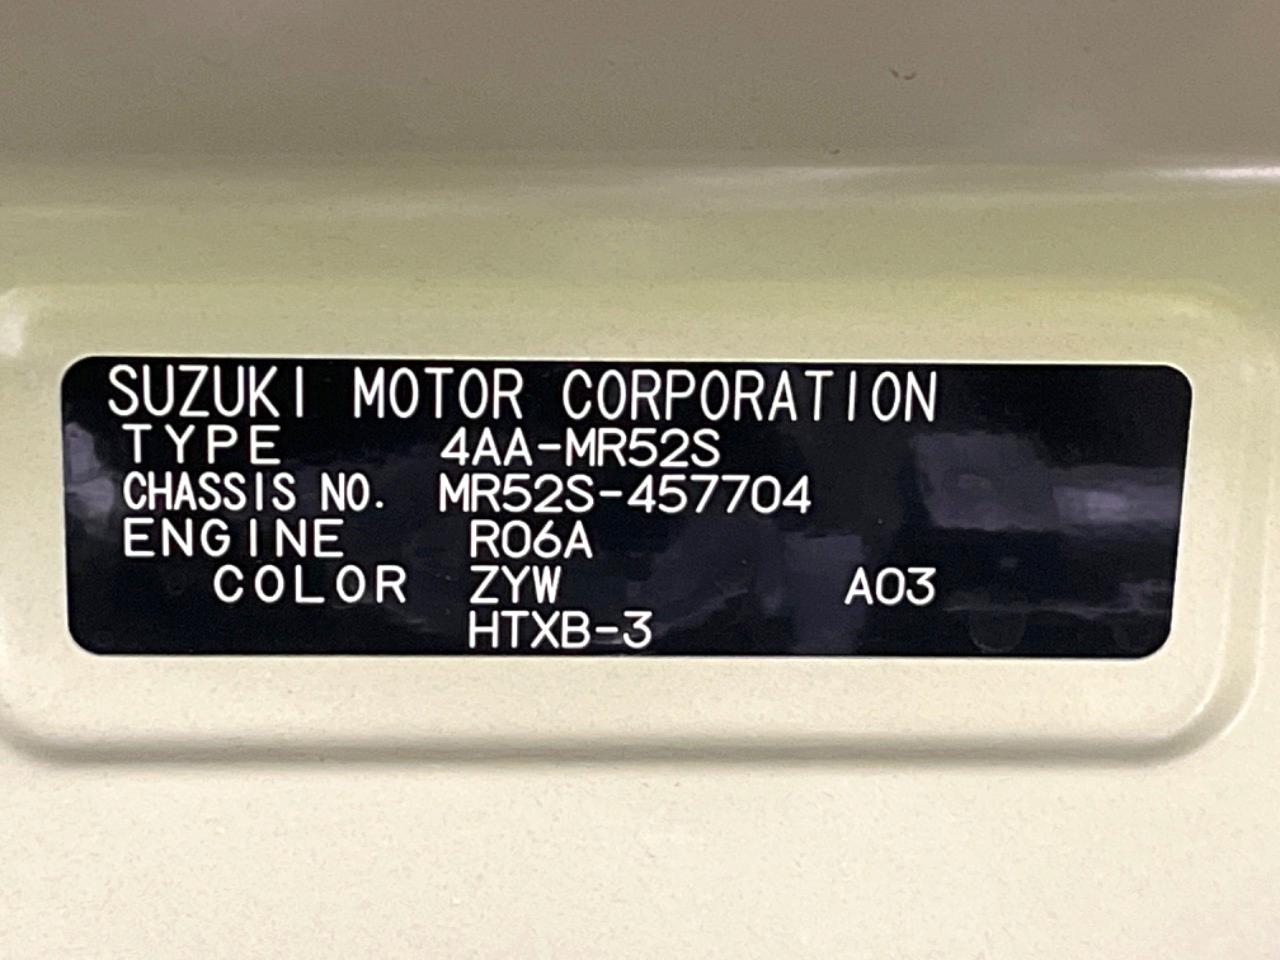 SUZUKI MOTOR CORPORATION
TYPE 4AA-MR52S
CHASSIS NO. MR52S-457704
ENGINE R06A
COLOR ZYW A03
HTXB-3